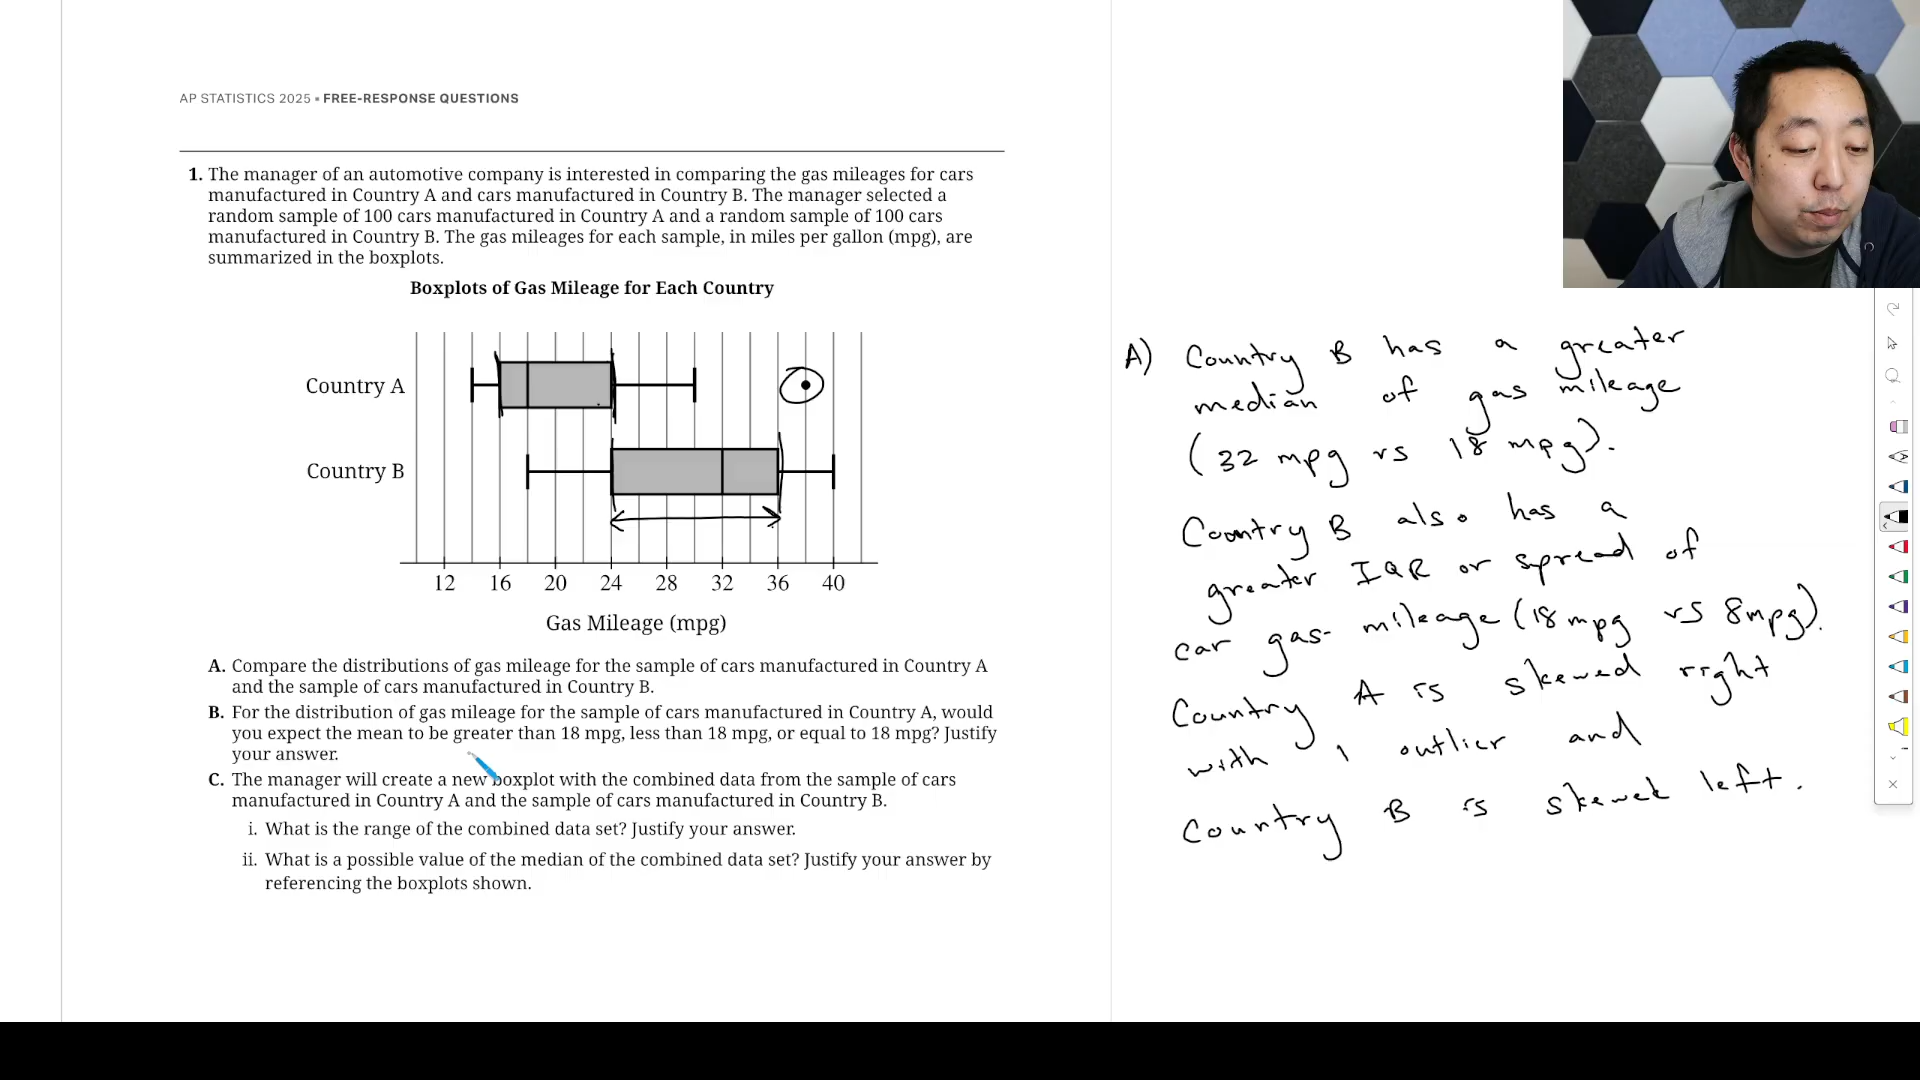 AP STATISTICS 2025 ▪ FREE-RESPONSE QUESTIONS
1. The manager of an automotive company is interested in comparing the gas mileages for cars
manufactured in Country A and cars manufactured in Country B. The manager selected a
random sample of 100 cars manufactured in Country A and a random sample of 100 cars
manufactured in Country B. The gas mileages for each sample, in miles per gallon (mpg), are
summarized in the boxplots.
Boxplots of Gas Mileage for Each Country
Country A
Country B
12 16 20 24 28 32 36 40
Gas Mileage (mpg)
A. Compare the distributions of gas mileage for the sample of cars manufactured in Country A
and the sample of cars manufactured in Country B.
B. For the distribution of gas mileage for the sample of cars manufactured in Country A, would
you expect the mean to be greater than 18 mpg, less than 18 mpg, or equal to 18 mpg? Justify
your answer.
C. The manager will create a new boxplot with the combined data from the sample of cars
manufactured in Country A and the sample of cars manufactured in Country B.
i. What is the range of the combined data set? Justify your answer.
ii. What is a possible value of the median of the combined data set? Justify your answer by
referencing the boxplots shown.
A) Country B has a greater
median of gas mileage
(32 mpg vs 18 mpg).
Country B also has a
greater IQR or spread of
car gas mileage (18 mpg vs 8mpg).
Country A is skewed right
with 1 outlier and
Country B is skewed left.